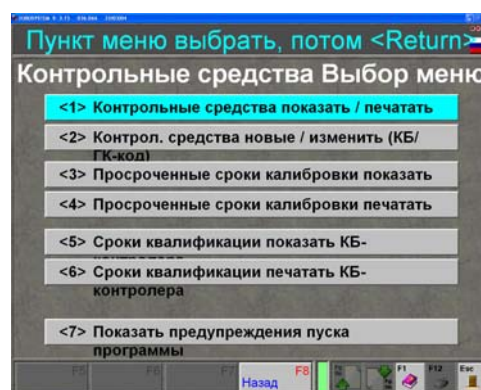 Пункт меню выбрать, потом <Return>
Контрольные средства Выбор меню
<1> Контрольные средства показать / печатать
<2> Контрол. средства новые / изменить (КБ/
ГК-код)
<3> Просроченные сроки калибровки показать
<4> Просроченные сроки калибровки печатать
<5> Сроки квалификации показать КБ-
контролера
<6> Сроки квалификации печатать КБ-
контролера
<7> Показать предупреждения пуска
программы
F5 F6 F7 F8 F1 F12 Esc
Назад